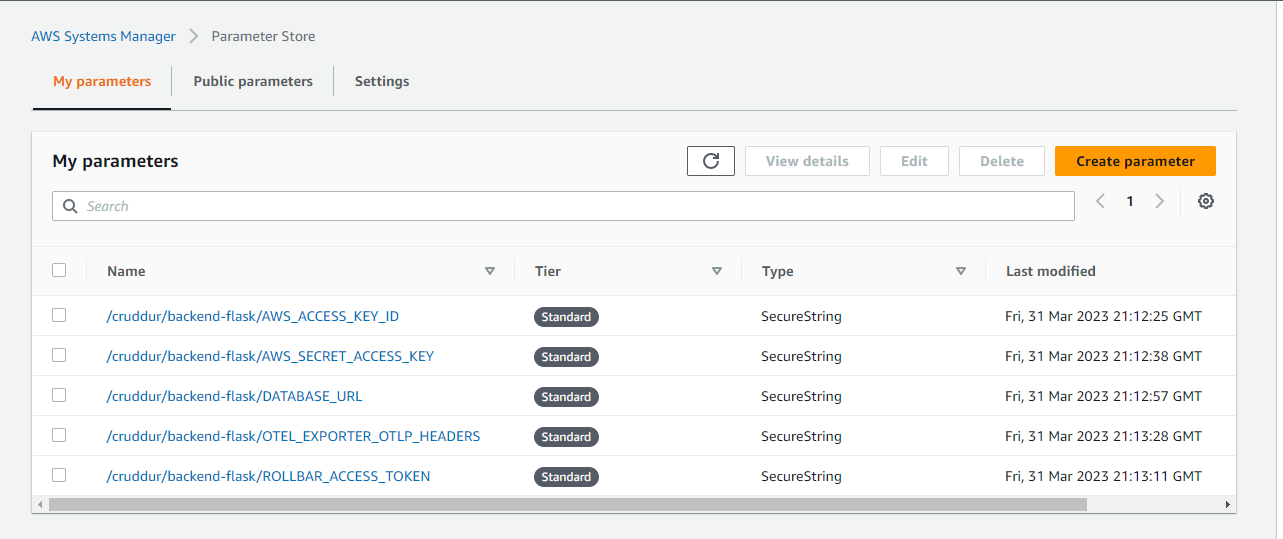 AWS Systems Manager Parameter Store
My parameters Public parameters Settings
My parameters View details Edit Delete Create parameter
Search 1
Name Tier Type Last modified
/cruddur/backend-flask/AWS_ACCESS_KEY_ID Standard SecureString Fri, 31 Mar 2023 21:12:25 GMT
/cruddur/backend-flask/AWS_SECRET_ACCESS_KEY Standard SecureString Fri, 31 Mar 2023 21:12:38 GMT
/cruddur/backend-flask/DATABASE_URL Standard SecureString Fri, 31 Mar 2023 21:12:57 GMT
/cruddur/backend-flask/OTEL_EXPORTER_OTLP_HEADERS Standard SecureString Fri, 31 Mar 2023 21:13:28 GMT
/cruddur/backend-flask/ROLLBAR_ACCESS_TOKEN Standard SecureString Fri, 31 Mar 2023 21:13:11 GMT